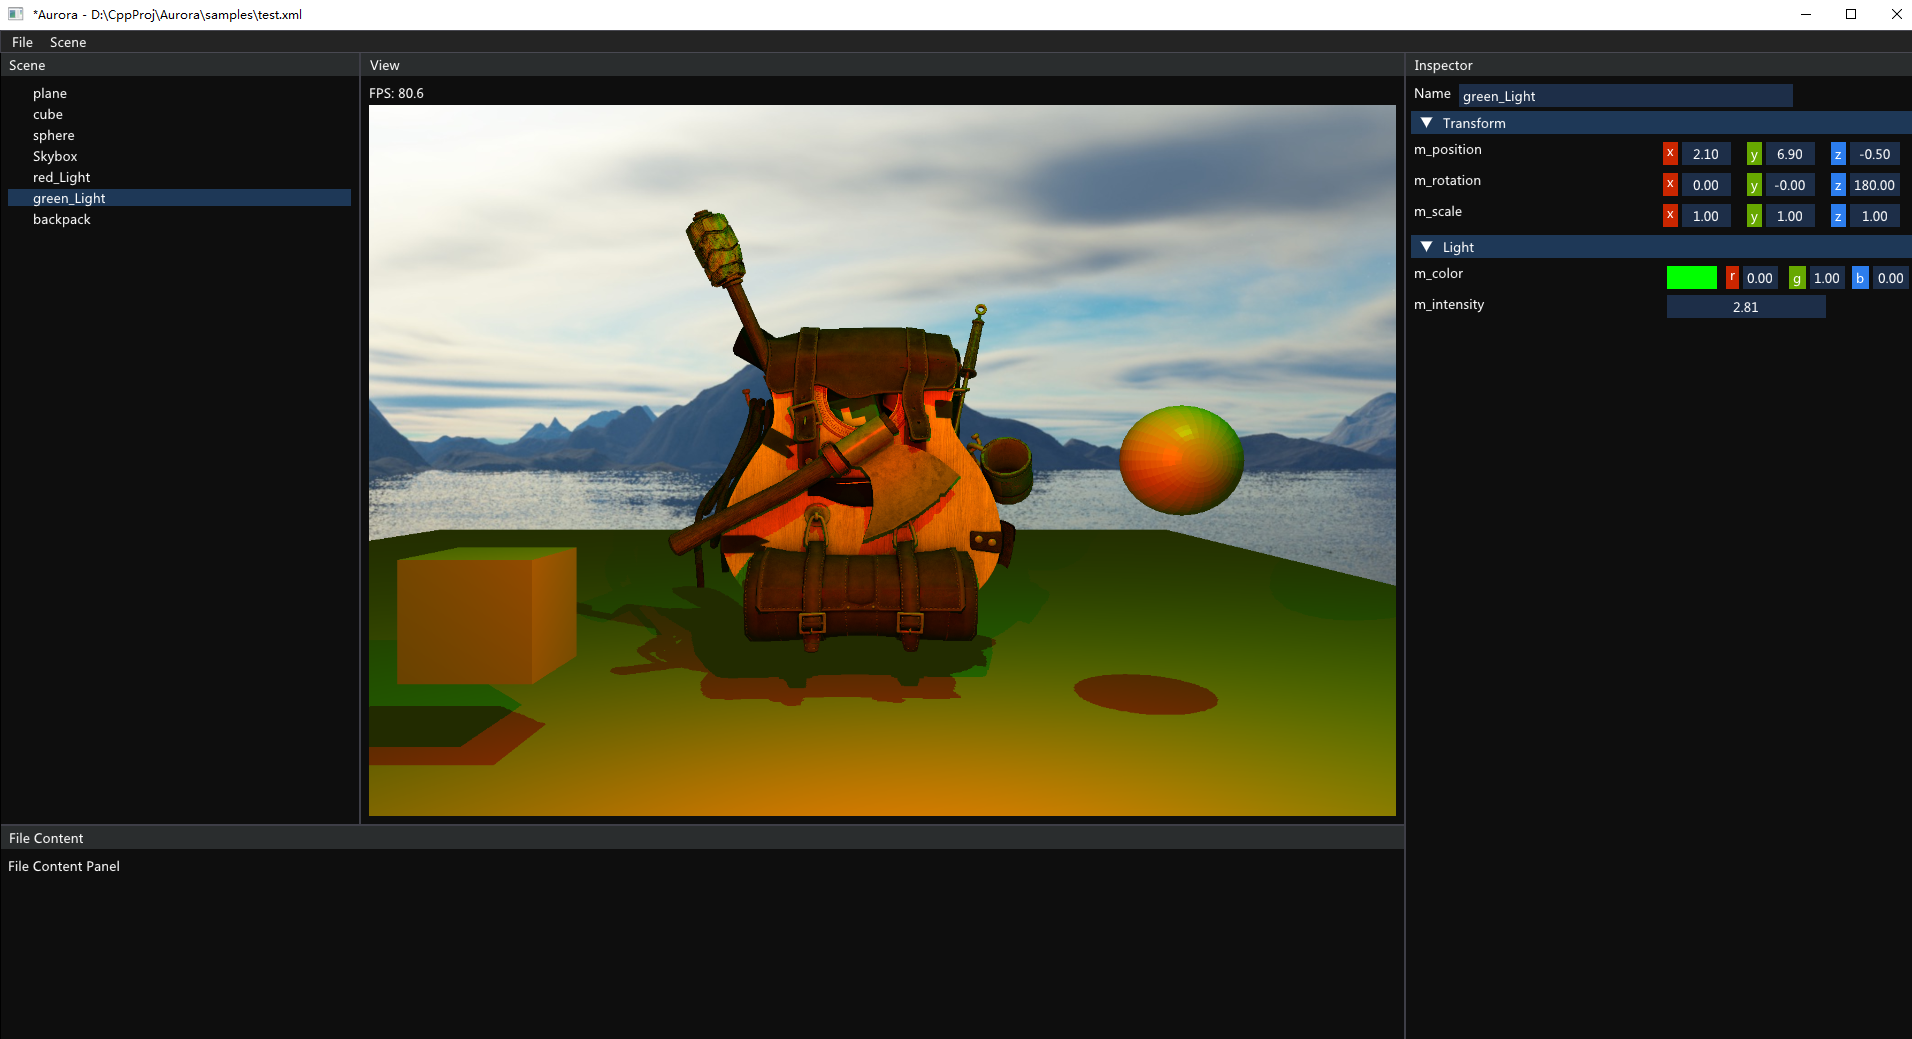 *Aurora - D:\CppProj\Aurora\samples\test.xml
File Scene
Scene
plane
cube
sphere
Skybox
red_Light
green_Light
backpack
View
FPS: 80.6
Inspector
Name green_Light
Transform
m_position x 2.10 y 6.90 z -0.50
m_rotation x 0.00 y -0.00 z 180.00
m_scale x 1.00 y 1.00 z 1.00
Light
m_color r 0.00 g 1.00 b 0.00
m_intensity 2.81
File Content
File Content Panel